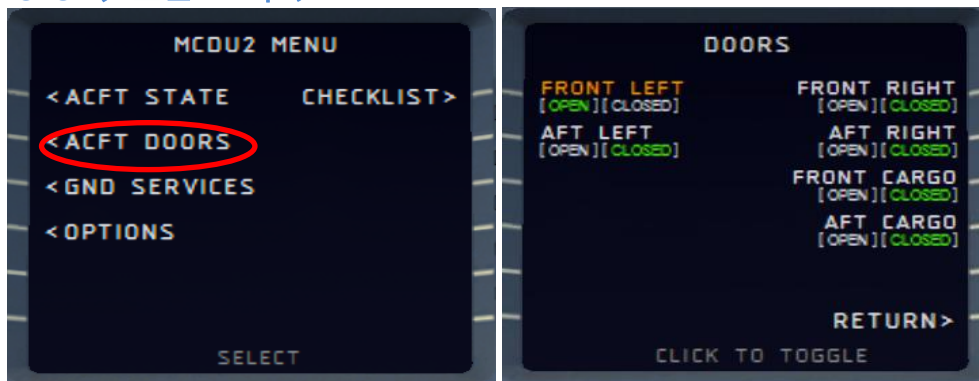 MCDU2 MENU
<ACFT STATE CHECKLIST>
<ACFT DOORS
<GND SERVICES
<OPTIONS
SELECT
DOORS
FRONT LEFT FRONT RIGHT
[OPEN][CLOSED] [OPEN][CLOSED]
AFT LEFT AFT RIGHT
[OPEN][CLOSED] [OPEN][CLOSED]
FRONT CARGO
[OPEN][CLOSED]
AFT CARGO
[OPEN][CLOSED]
RETURN>
CLICK TO TOGGLE